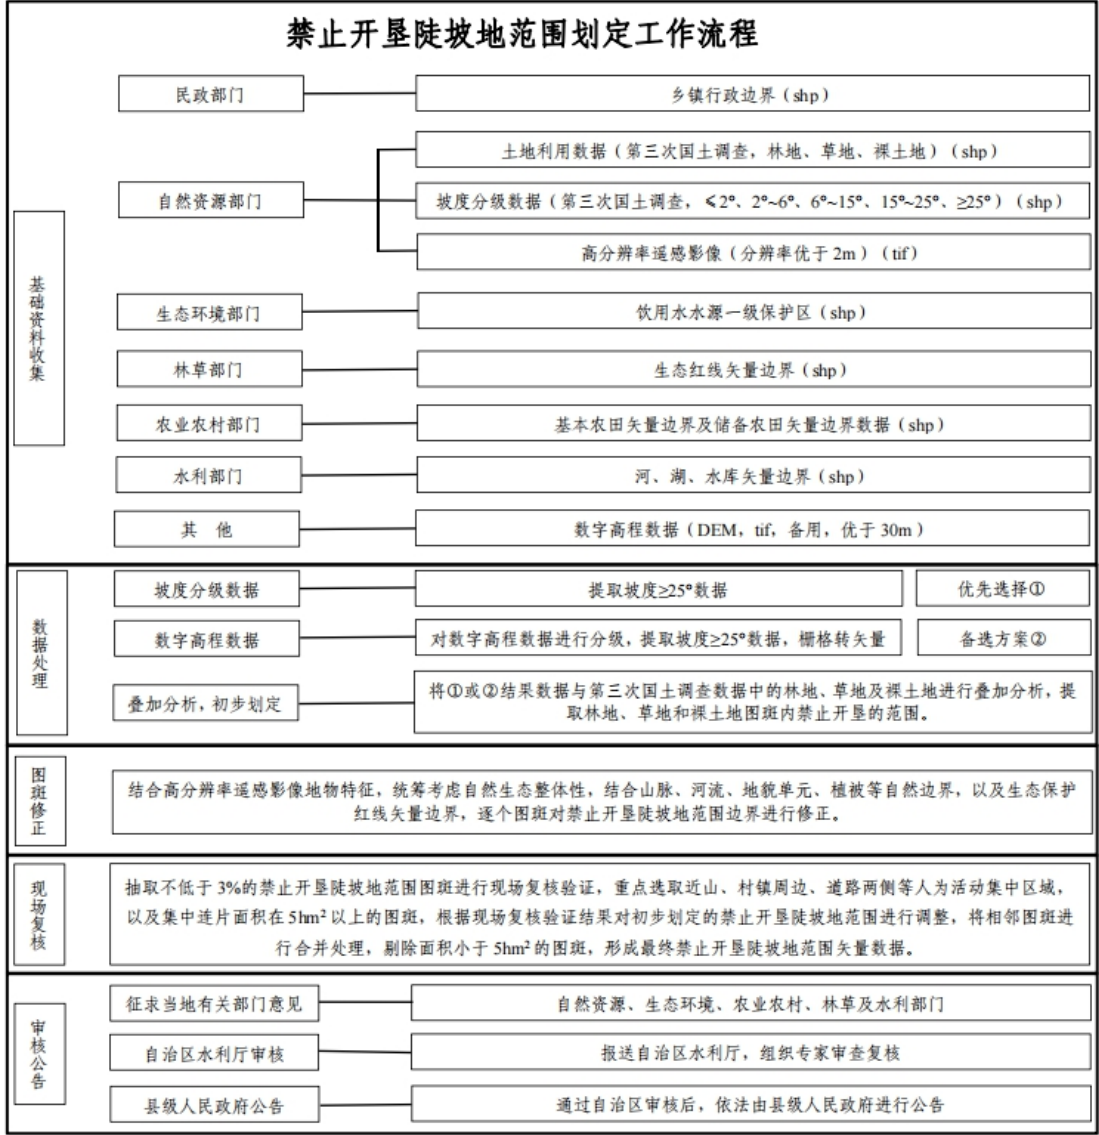 禁止开垦陡坡地范围划定工作流程
基础资料收集
民政部门
乡镇行政边界（shp）
自然资源部门
土地利用数据（第三次国土调查，林地、草地、裸土地）（shp）
坡度分级数据（第三次国土调查，≤2°、2°~6°、6°~15°、15°~25°、≥25°）（shp）
高分辨率遥感影像（分辨率优于2m）（tif）
生态环境部门
饮用水水源一级保护区（shp）
林草部门
生态红线矢量边界（shp）
农业农村部门
基本农田矢量边界及储备农田矢量边界数据（shp）
水利部门
河、湖、水库矢量边界（shp）
其 他
数字高程数据（DEM，tif，备用，优于30m）
数据处理
坡度分级数据
提取坡度≥25°数据
优先选择①
数字高程数据
对数字高程数据进行分级，提取坡度≥25°数据，栅格转矢量
备选方案②
叠加分析，初步划定
将①或②结果数据与第三次国土调查数据中的林地、草地及裸土地进行叠加分析，提
取林地、草地和裸土地图斑内禁止开垦的范围。
图斑修正
结合高分辨率遥感影像地物特征，统筹考虑自然生态整体性，结合山脉、河流、地貌单元、植被等自然边界，以及生态保护
红线矢量边界，逐个图斑对禁止开垦陡坡地范围边界进行修正。
现场复核
抽取不低于3%的禁止开垦陡坡地范围图斑进行现场复核验证，重点选取近山、村镇周边、道路两侧等人为活动集中区域，
以及集中连片面积在5hm²以上的图斑，根据现场复核验证结果对初步划定的禁止开垦陡坡地范围进行调整，将相邻图斑进
行合并处理，剔除面积小于5hm²的图斑，形成最终禁止开垦陡坡地范围矢量数据。
审核公告
征求当地有关部门意见
自然资源、生态环境、农业农村、林草及水利部门
自治区水利厅审核
报送自治区水利厅，组织专家审查复核
县级人民政府公告
通过自治区审核后，依法由县级人民政府进行公告